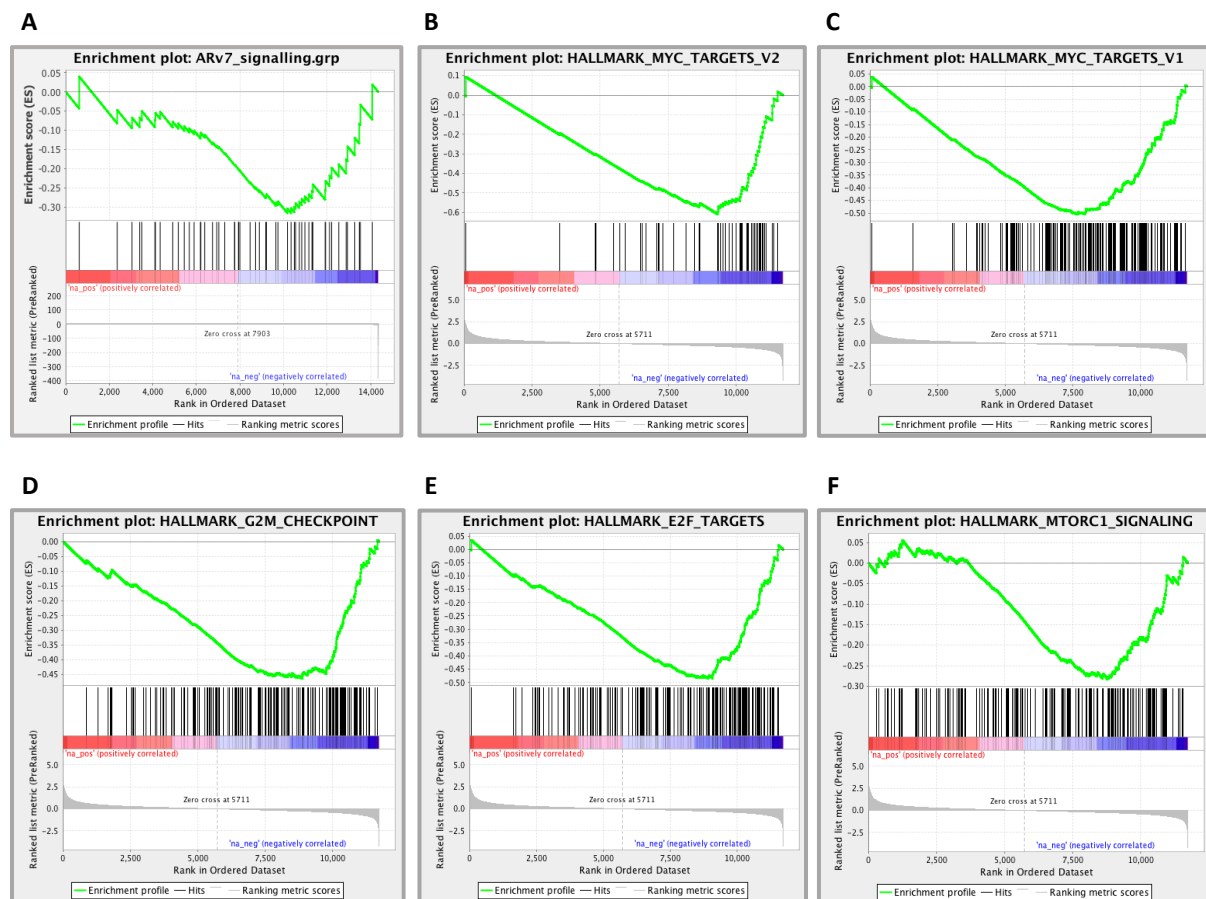 A
Enrichment plot: ARv7_signalling.grp
Enrichment score (ES)
0.05
0.00
-0.05
-0.10
-0.15
-0.20
-0.25
-0.30
'na_pos' (positively correlated)
Ranked list metric (PreRanked)
200
100
0
-100
-200
-300
-400
Zero cross at 7903
'na_neg' (negatively correlated)
0 2,000 4,000 6,000 8,000 10,000 12,000 14,000
Rank in Ordered Dataset
Enrichment profile Hits Ranking metric scores
B
Enrichment plot: HALLMARK_MYC_TARGETS_V2
Enrichment score (ES)
0.1
0.0
-0.1
-0.2
-0.3
-0.4
-0.5
-0.6
'na_pos' (positively correlated)
Ranked list metric (PreRanked)
5.0
2.5
0.0
-2.5
Zero cross at 5711
'na_neg' (negatively correlated)
0 2,500 5,000 7,500 10,000
Rank in Ordered Dataset
Enrichment profile Hits Ranking metric scores
C
Enrichment plot: HALLMARK_MYC_TARGETS_V1
Enrichment score (ES)
0.05
0.00
-0.05
-0.10
-0.15
-0.20
-0.25
-0.30
-0.35
-0.40
-0.45
-0.50
'na_pos' (positively correlated)
Ranked list metric (PreRanked)
5.0
2.5
0.0
-2.5
Zero cross at 5711
'na_neg' (negatively correlated)
0 2,500 5,000 7,500 10,000
Rank in Ordered Dataset
Enrichment profile Hits Ranking metric scores
D
Enrichment plot: HALLMARK_G2M_CHECKPOINT
Enrichment score (ES)
0.00
-0.05
-0.10
-0.15
-0.20
-0.25
-0.30
-0.35
-0.40
-0.45
'na_pos' (positively correlated)
Ranked list metric (PreRanked)
5.0
2.5
0.0
-2.5
Zero cross at 5711
'na_neg' (negatively correlated)
0 2,500 5,000 7,500 10,000
Rank in Ordered Dataset
Enrichment profile Hits Ranking metric scores
E
Enrichment plot: HALLMARK_E2F_TARGETS
Enrichment score (ES)
0.05
0.00
-0.05
-0.10
-0.15
-0.20
-0.25
-0.30
-0.35
-0.40
-0.45
-0.50
'na_pos' (positively correlated)
Ranked list metric (PreRanked)
5.0
2.5
0.0
-2.5
Zero cross at 5711
'na_neg' (negatively correlated)
0 2,500 5,000 7,500 10,000
Rank in Ordered Dataset
Enrichment profile Hits Ranking metric scores
F
Enrichment plot: HALLMARK_MTORC1_SIGNALING
Enrichment score (ES)
0.05
0.00
-0.05
-0.10
-0.15
-0.20
-0.25
-0.30
'na_pos' (positively correlated)
Ranked list metric (PreRanked)
5.0
2.5
0.0
-2.5
Zero cross at 5711
'na_neg' (negatively correlated)
0 2,500 5,000 7,500 10,000
Rank in Ordered Dataset
Enrichment profile Hits Ranking metric scores